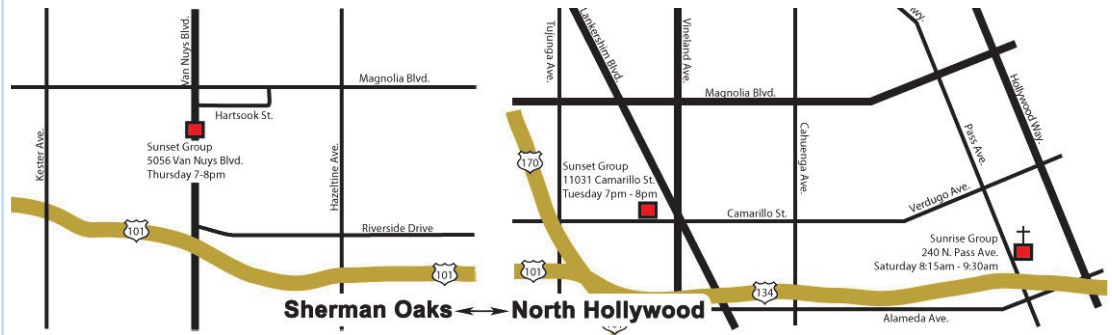 Kester Ave.
Van Nuys Blvd.
Magnolia Blvd.
Hartsook St.
Sunset Group
5056 Van Nuys Blvd.
Thursday 7-8pm
Hazeltine Ave.
101
Riverside Drive
101
Tujunga Ave.
Lankershim Blvd.
Vineland Ave.
Magnolia Blvd.
Cahuenga Ave.
Pass Ave.
Hollywood Way.
170
Sunset Group
11031 Camarillo St.
Tuesday 7pm - 8pm
Camarillo St.
Verdugo Ave.
Sunrise Group
240 N. Pass Ave.
Saturday 8:15am - 9:30am
101
134
Alameda Ave.
Sherman Oaks
North Hollywood